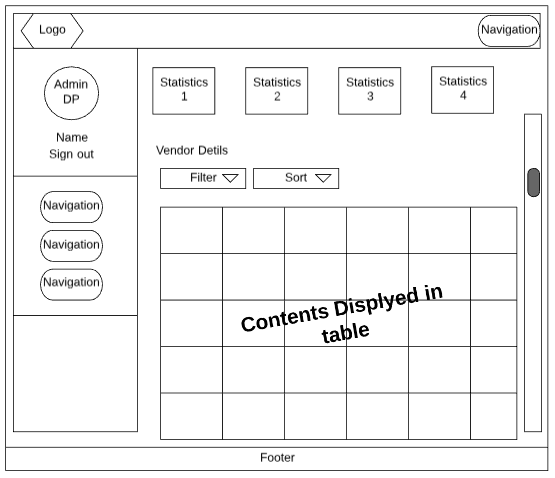 Logo
Navigation
Admin
DP
Name
Sign out
Statistics
1
Statistics
2
Statistics
3
Statistics
4
Vendor Detils
Filter
Sort
Navigation
Navigation
Navigation
Contents Displyed in
table
Footer